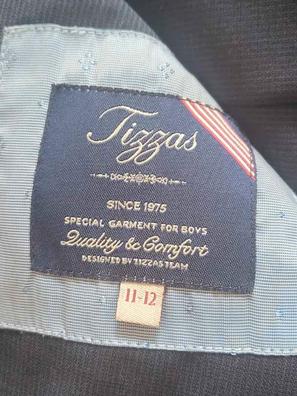 Tizzas
SINCE 1975
SPECIAL GARMENT FOR BOYS
Quality & Comfort
DESIGNED BY TIZZAS TEAM
11-12